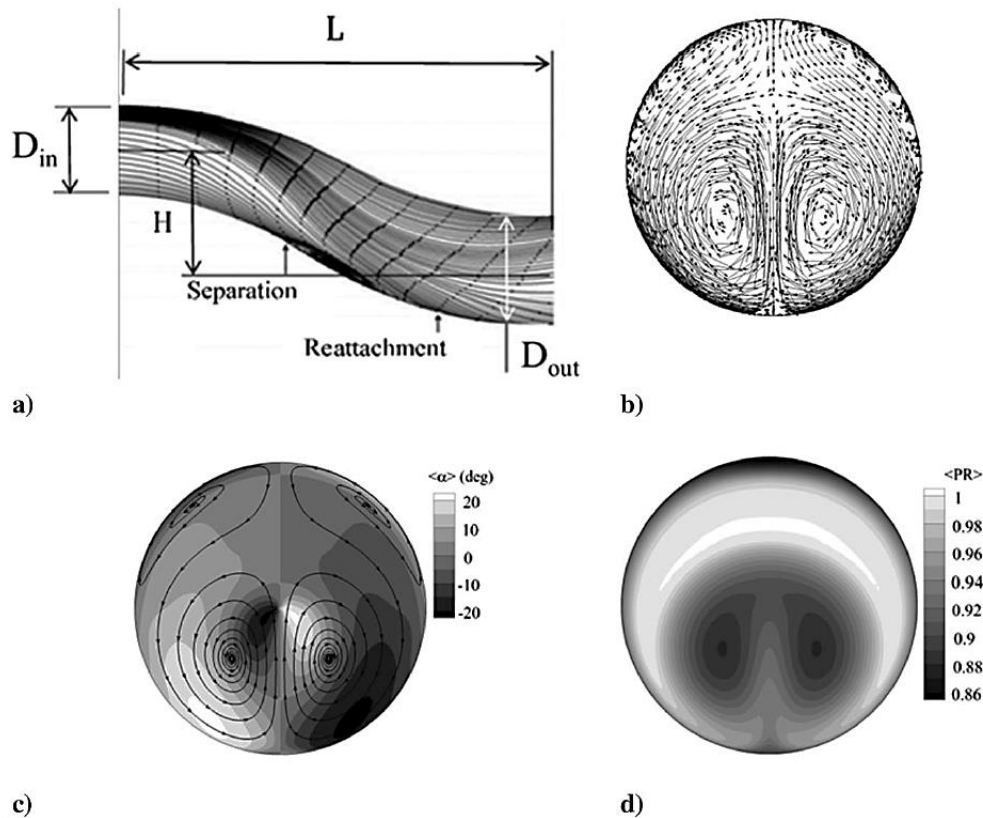 L
D_in
H
Separation
Reattachment
D_out
a)
b)
<α> (deg)
20
10
0
-10
-20
c)
<PR>
1
0.98
0.96
0.94
0.92
0.9
0.88
0.86
d)